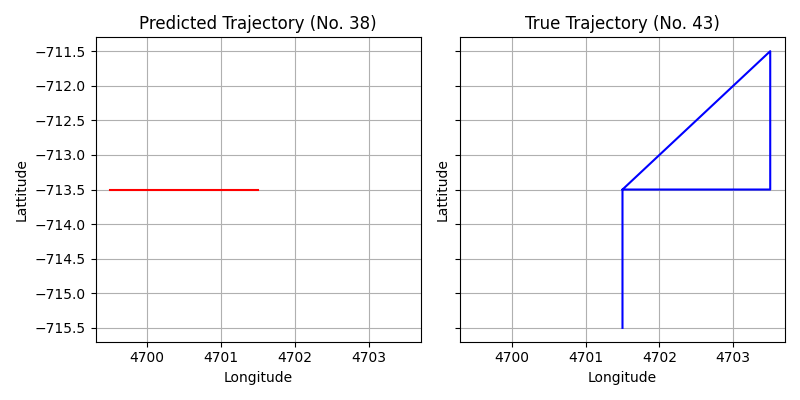 Predicted Trajectory (No. 38)
True Trajectory (No. 43)
−711.5
−712.0
−712.5
−713.0
−713.5
−714.0
−714.5
−715.0
−715.5
Lattitude
Lattitude
4700 4701 4702 4703
4700 4701 4702 4703
Longitude
Longitude